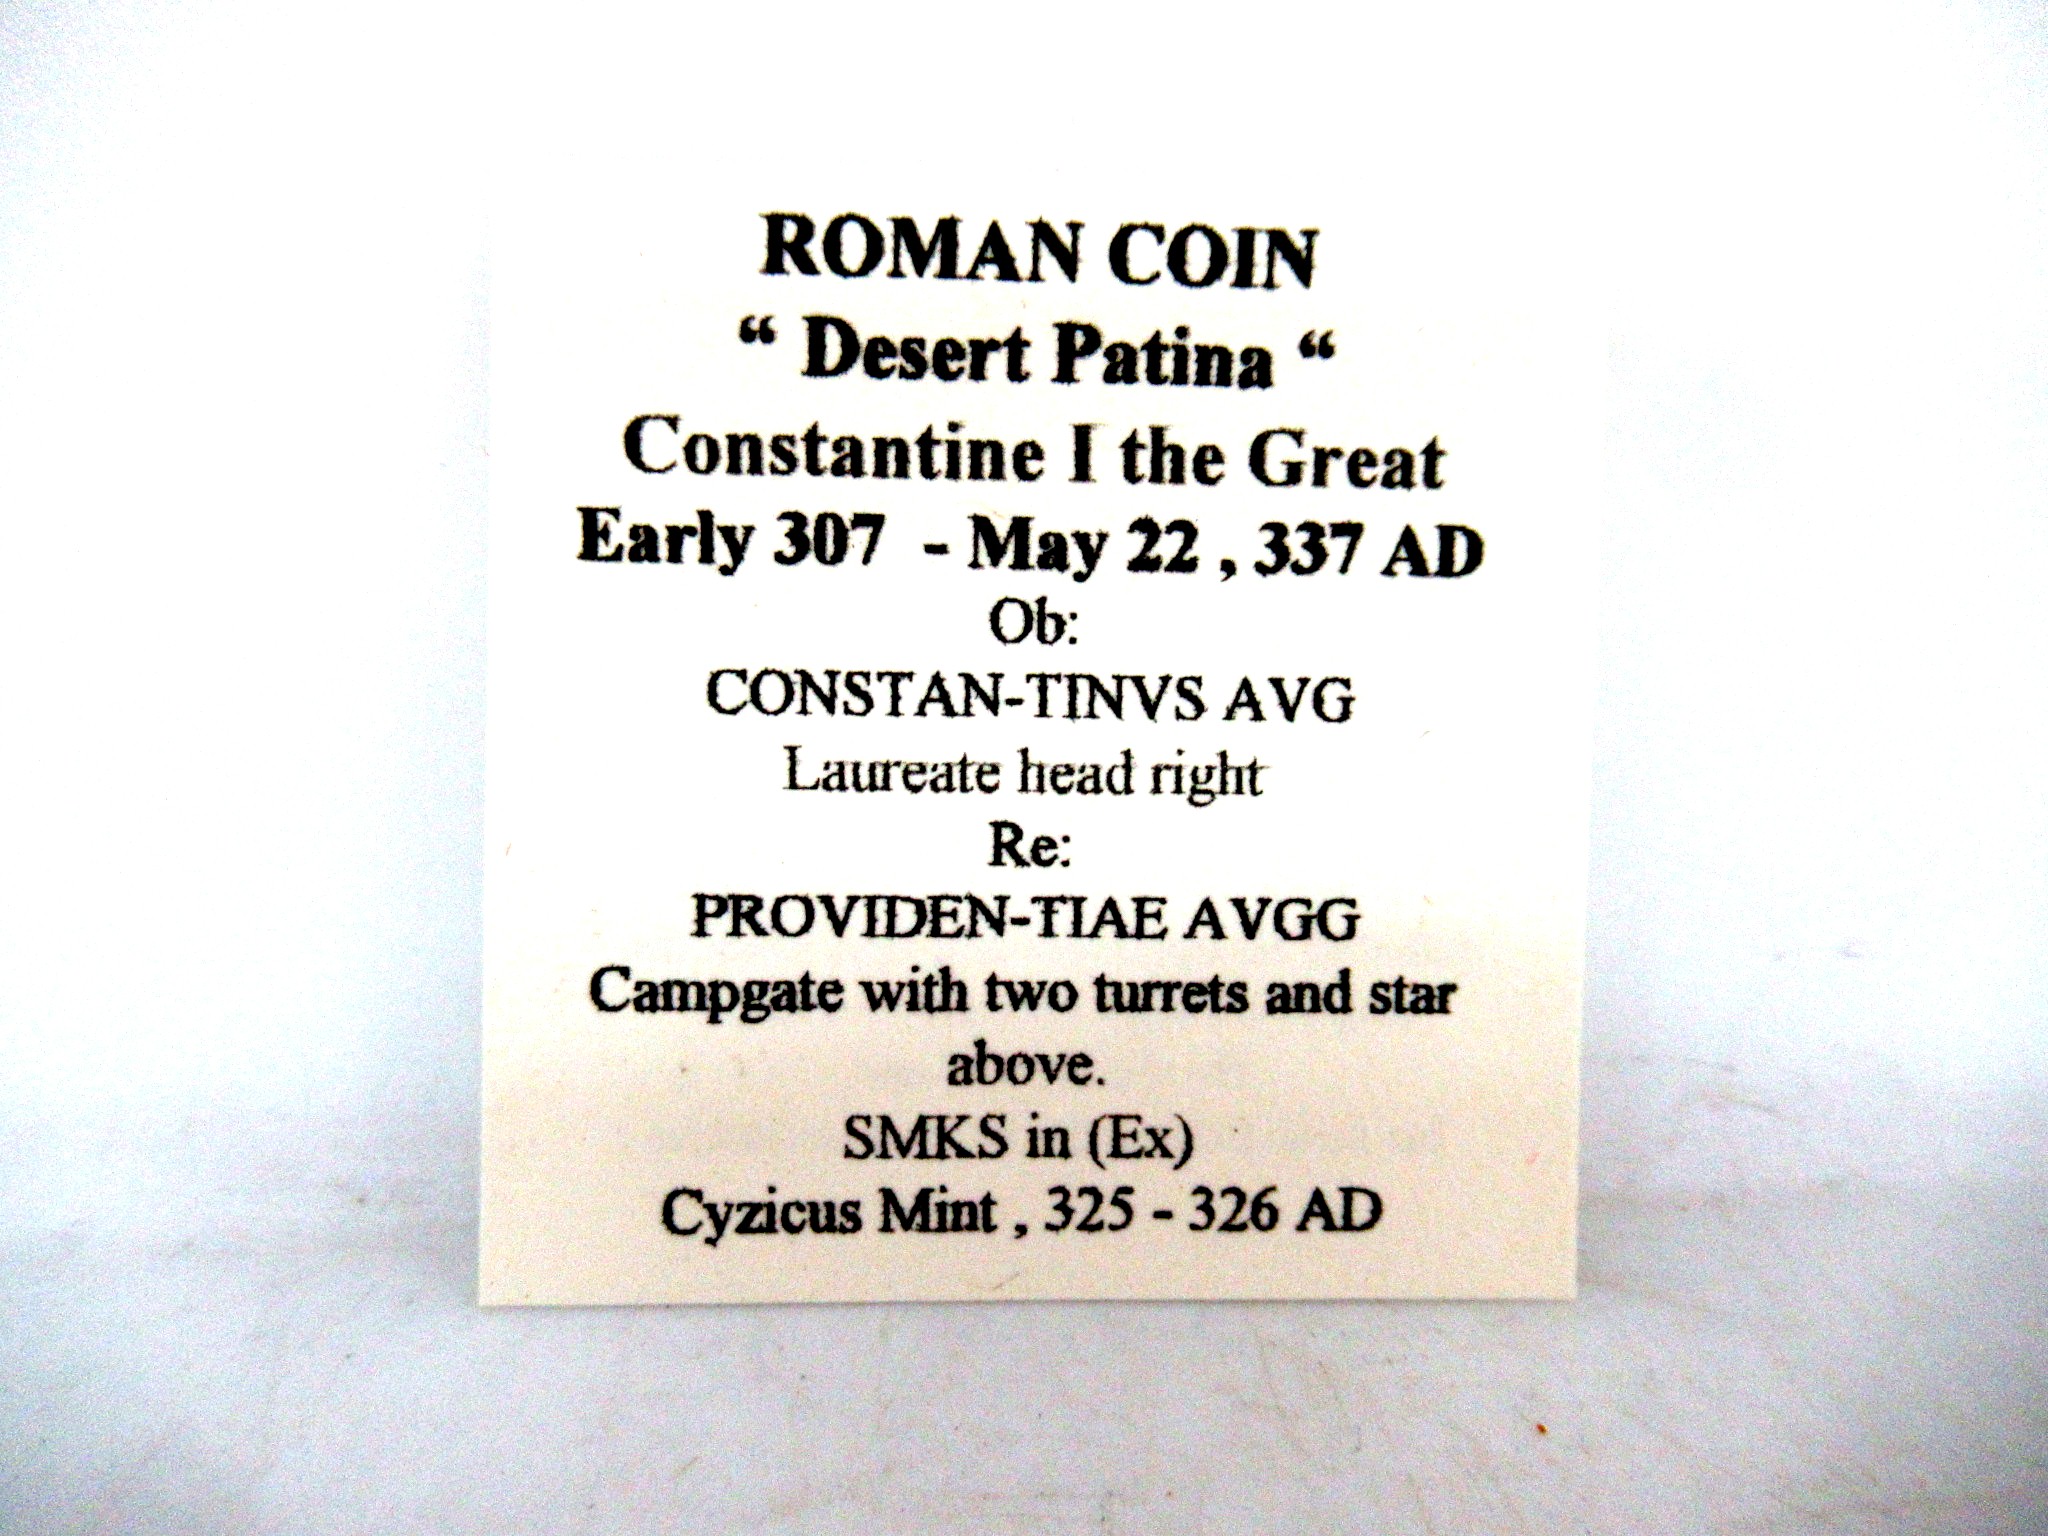 ROMAN COIN
“ Desert Patina “
Constantine I the Great
Early 307 - May 22 , 337 AD
Ob:
CONSTAN-TINVS AVG
Laureate head right
Re:
PROVIDEN-TIAE AVGG
Campgate with two turrets and star
above.
SMKS in (Ex)
Cyzicus Mint , 325 - 326 AD